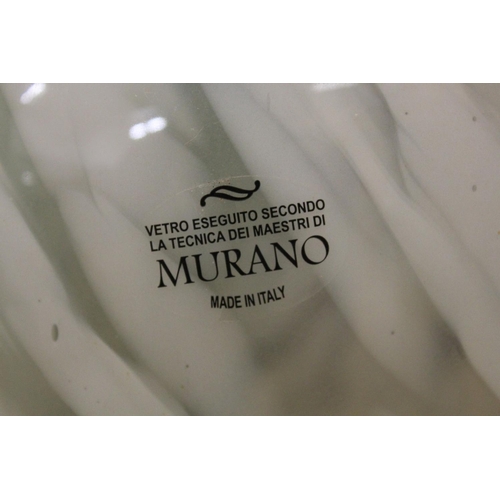 VETRO ESEGUITO SECONDO
LA TECNICA DEI MAESTRI DI
MURANO
MADE IN ITALY